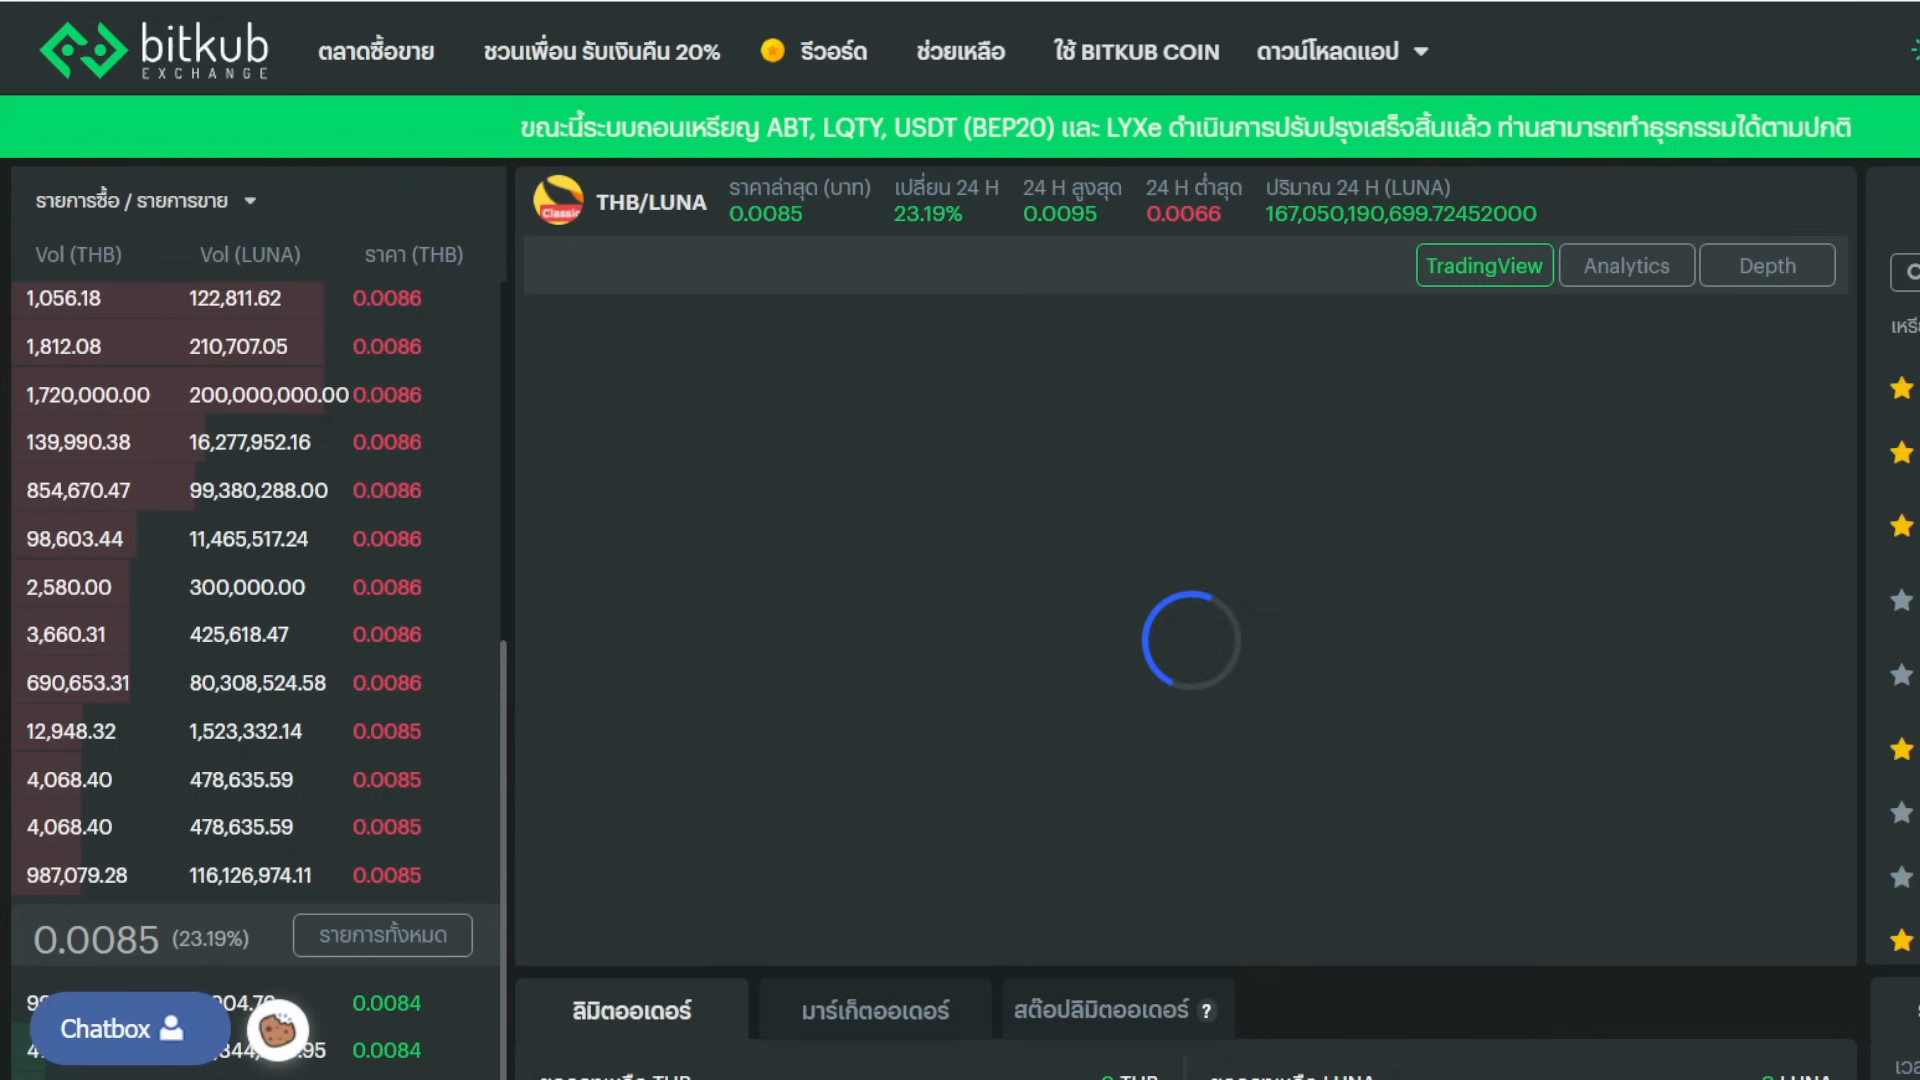 bitkub
EXCHANGE
ตลาดซื้อขาย ชวนเพื่อน รับเงินคืน 20% รีวอร์ด ช่วยเหลือ ใช้ BITKUB COIN ดาวน์โหลดแอป
ขณะนี้ระบบถอนเหรียญ ABT, LQTY, USDT (BEP20) และ LYXe ดำเนินการปรับปรุงเสร็จสิ้นแล้ว ท่านสามารถทำธุรกรรมได้ตามปกติ
รายการซื้อ / รายการขาย
Vol (THB) Vol (LUNA) ราคา (THB)
1,056.18 122,811.62 0.0086
1,812.08 210,707.05 0.0086
1,720,000.00 200,000,000.00 0.0086
139,990.38 16,277,952.16 0.0086
854,670.47 99,380,288.00 0.0086
98,603.44 11,465,517.24 0.0086
2,580.00 300,000.00 0.0086
3,660.31 425,618.47 0.0086
690,653.31 80,308,524.58 0.0086
12,948.32 1,523,332.14 0.0085
4,068.40 478,635.59 0.0085
4,068.40 478,635.59 0.0085
987,079.28 116,126,974.11 0.0085
0.0085 (23.19%) รายการทั้งหมด
0.0084
0.0084
Chatbox
Classic
THB/LUNA
ราคาล่าสุด (บาท) เปลี่ยน 24 H 24 H สูงสุด 24 H ต่ำสุด ปริมาณ 24 H (LUNA)
0.0085 23.19% 0.0095 0.0066 167,050,190,699.72452000
TradingView Analytics Depth
ลิมิตออเดอร์ มาร์เก็ตออเดอร์ สต๊อปลิมิตออเดอร์ ?